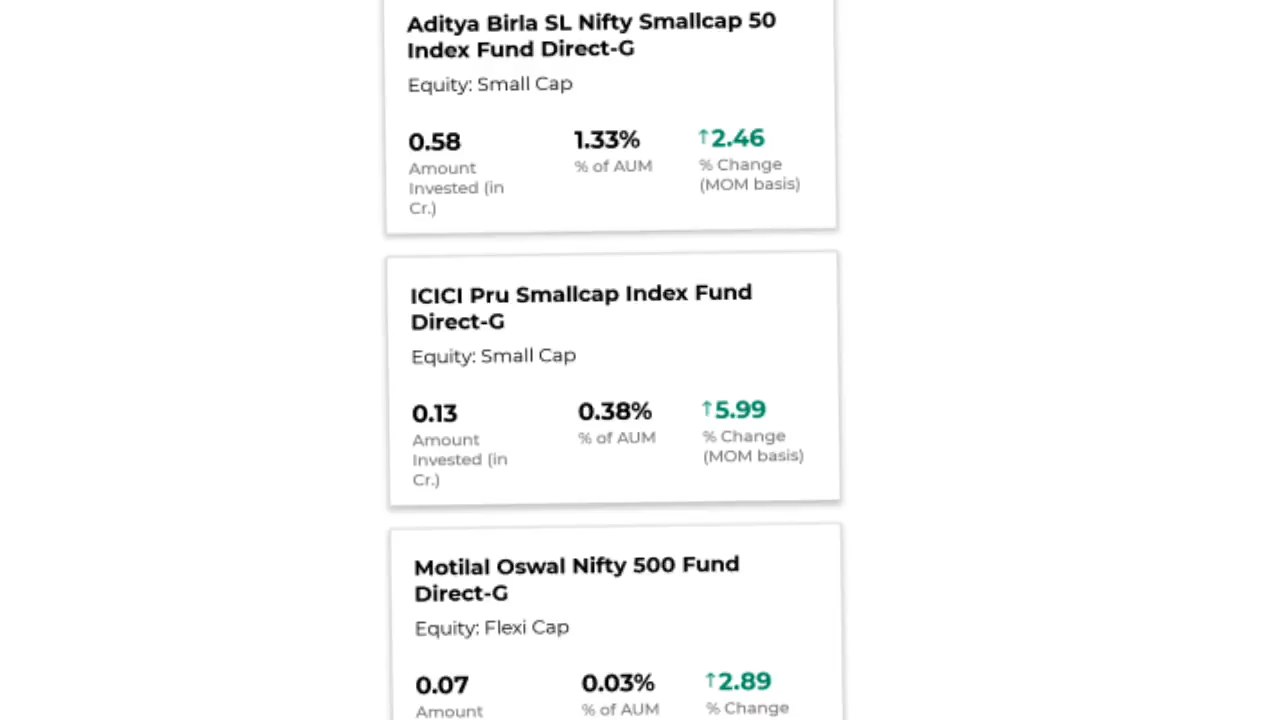 Aditya Birla SL Nifty Smallcap 50
Index Fund Direct-G
Equity: Small Cap
0.58 1.33% ↑2.46
Amount % of AUM % Change
Invested (in (MOM basis)
Cr.)
ICICI Pru Smallcap Index Fund
Direct-G
Equity: Small Cap
0.13 0.38% ↑5.99
Amount % of AUM % Change
Invested (in (MOM basis)
Cr.)
Motilal Oswal Nifty 500 Fund
Direct-G
Equity: Flexi Cap
0.07 0.03% ↑2.89
Amount % of AUM % Change